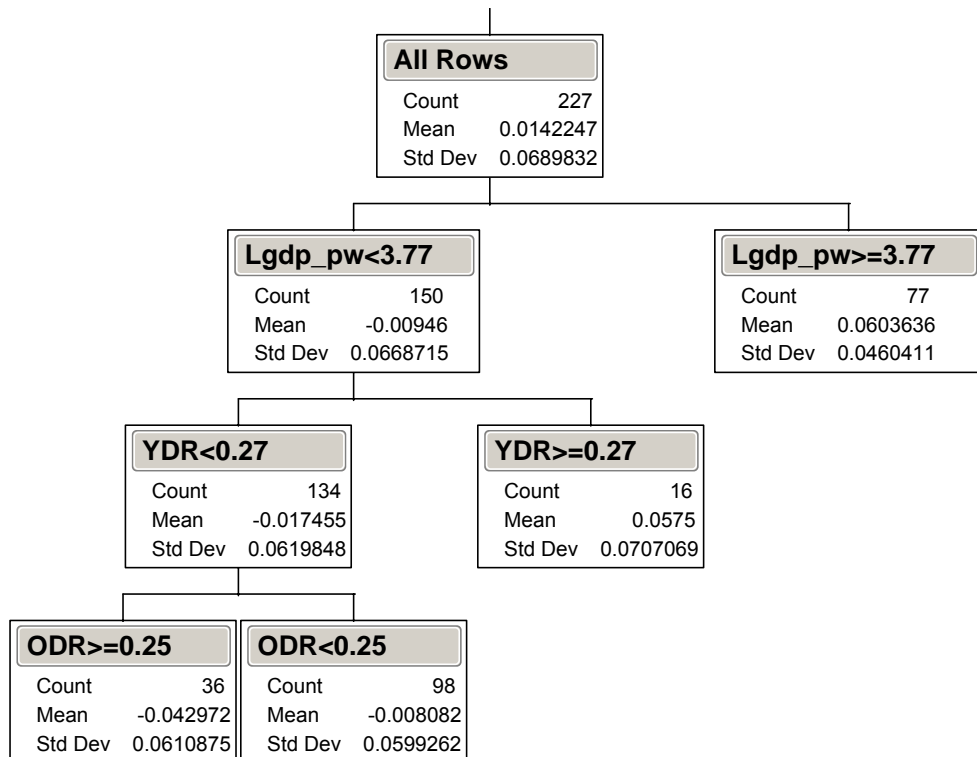 All Rows
Count 227
Mean 0.0142247
Std Dev 0.0689832
Lgdp_pw<3.77
Count 150
Mean -0.00946
Std Dev 0.0668715
Lgdp_pw>=3.77
Count 77
Mean 0.0603636
Std Dev 0.0460411
YDR<0.27
Count 134
Mean -0.017455
Std Dev 0.0619848
YDR>=0.27
Count 16
Mean 0.0575
Std Dev 0.0707069
ODR>=0.25
Count 36
Mean -0.042972
Std Dev 0.0610875
ODR<0.25
Count 98
Mean -0.008082
Std Dev 0.0599262